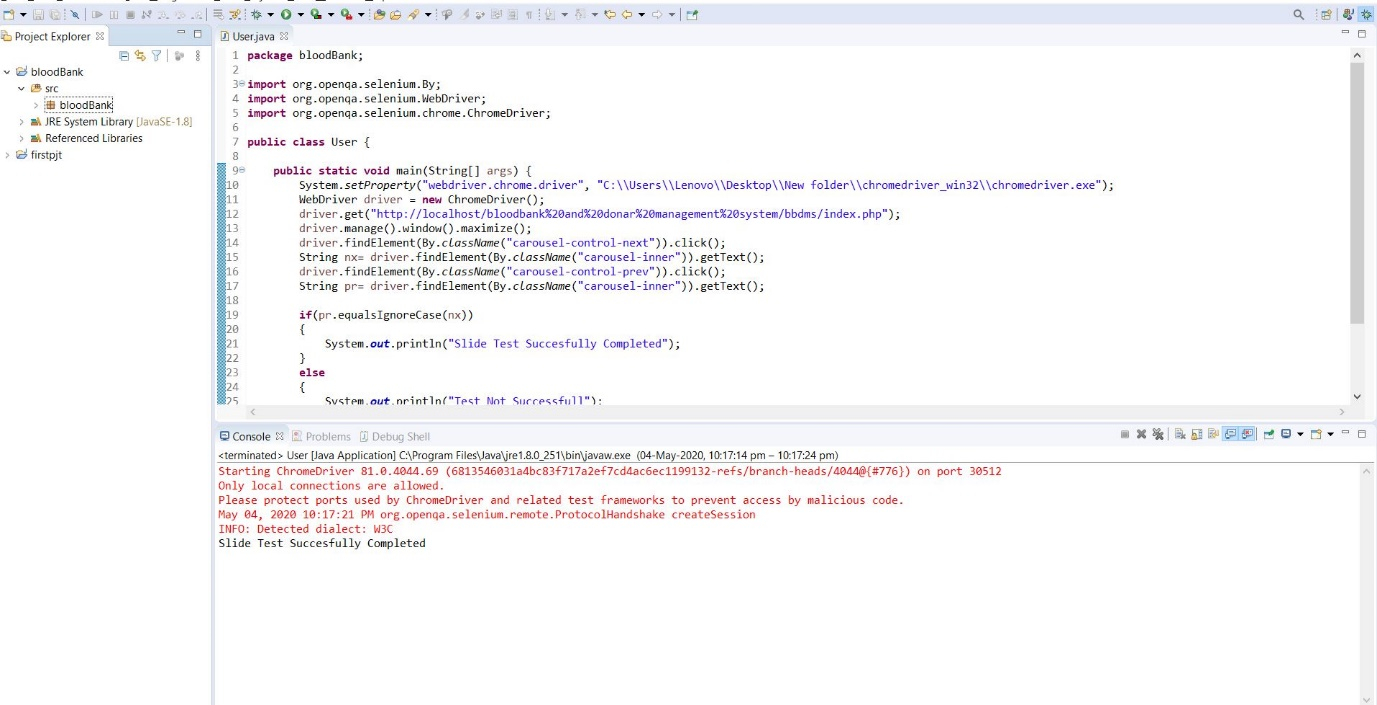 Project Explorer
bloodBank
src
bloodBank
JRE System Library [JavaSE-1.8]
Referenced Libraries
firstpjt
User.java
1 package bloodBank;
2
3 import org.openqa.selenium.By;
4 import org.openqa.selenium.WebDriver;
5 import org.openqa.selenium.chrome.ChromeDriver;
6
7 public class User {
8
9 public static void main(String[] args) {
10 System.setProperty("webdriver.chrome.driver", "C:\\Users\\Lenovo\\Desktop\\New folder\\chromedriver_win32\\chromedriver.exe");
11 WebDriver driver = new ChromeDriver();
12 driver.get("http://localhost/bloodbank%20and%20donar%20management%20system/bbdms/index.php");
13 driver.manage().window().maximize();
14 driver.findElement(By.className("carousel-control-next")).click();
15 String nx= driver.findElement(By.className("carousel-inner")).getText();
16 driver.findElement(By.className("carousel-control-prev")).click();
17 String pr= driver.findElement(By.className("carousel-inner")).getText();
18
19 if(pr.equalsIgnoreCase(nx))
20 {
21 System.out.println("Slide Test Succesfully Completed");
22 }
23 else
24 {
25 System.out.println("Test Not Successfull");
Console Problems Debug Shell
<terminated> User [Java Application] C:\Program Files\Java\jre1.8.0_251\bin\javaw.exe (04-May-2020, 10:17:14 pm – 10:17:24 pm)
Starting ChromeDriver 81.0.4044.69 (6813546031a4bc83f717a2ef7cd4ac6ec1199132-refs/branch-heads/4044@{#776}) on port 30512
Only local connections are allowed.
Please protect ports used by ChromeDriver and related test frameworks to prevent access by malicious code.
May 04, 2020 10:17:21 PM org.openqa.selenium.remote.ProtocolHandshake createSession
INFO: Detected dialect: W3C
Slide Test Succesfully Completed